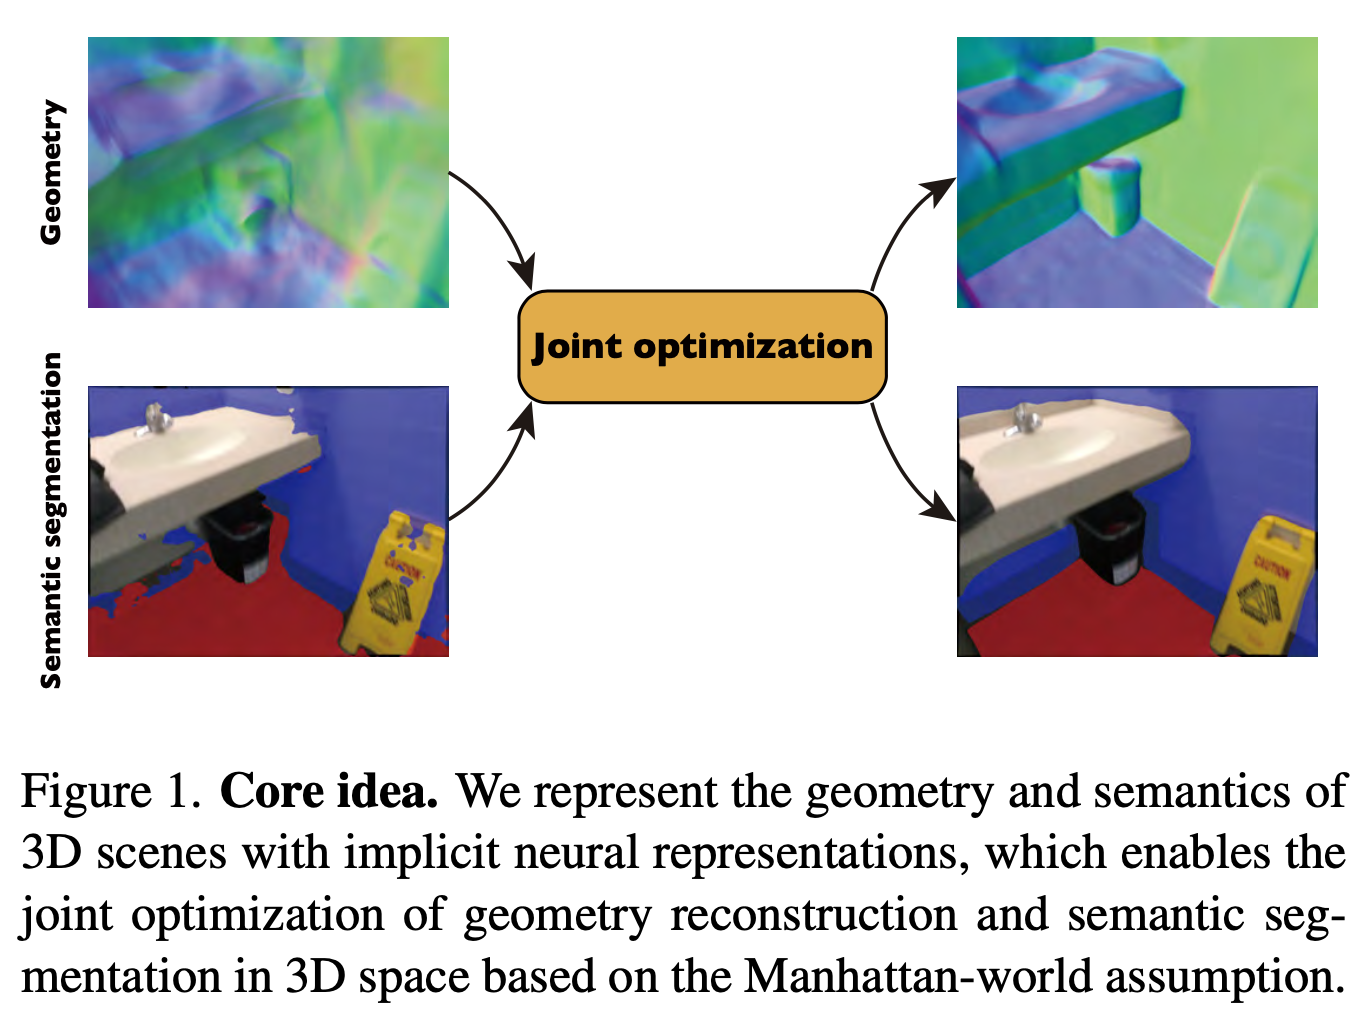 Geometry
Joint optimization
Semantic segmentation
CAUTION
CAUTION
Figure 1. Core idea. We represent the geometry and semantics of
3D scenes with implicit neural representations, which enables the
joint optimization of geometry reconstruction and semantic seg-
mentation in 3D space based on the Manhattan-world assumption.